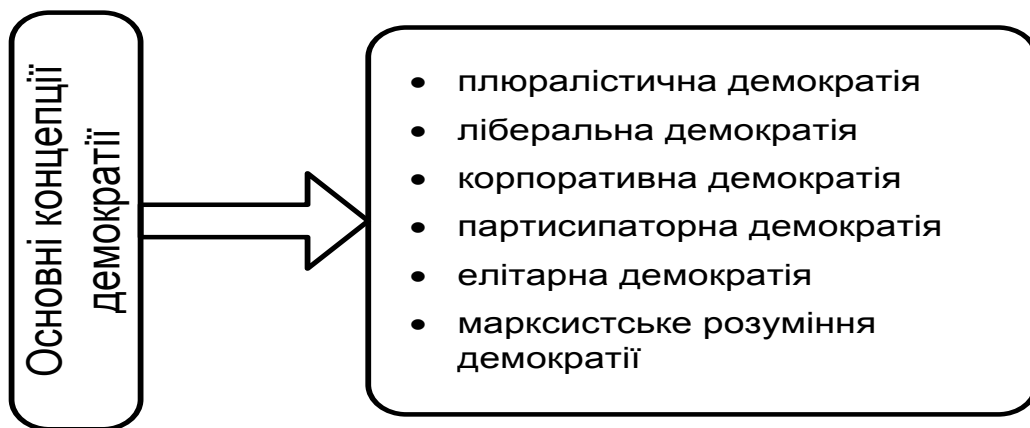 Основні концепції
демократії
• плюралістична демократія
• ліберальна демократія
• корпоративна демократія
• партисипаторна демократія
• елітарна демократія
• марксистське розуміння
демократії